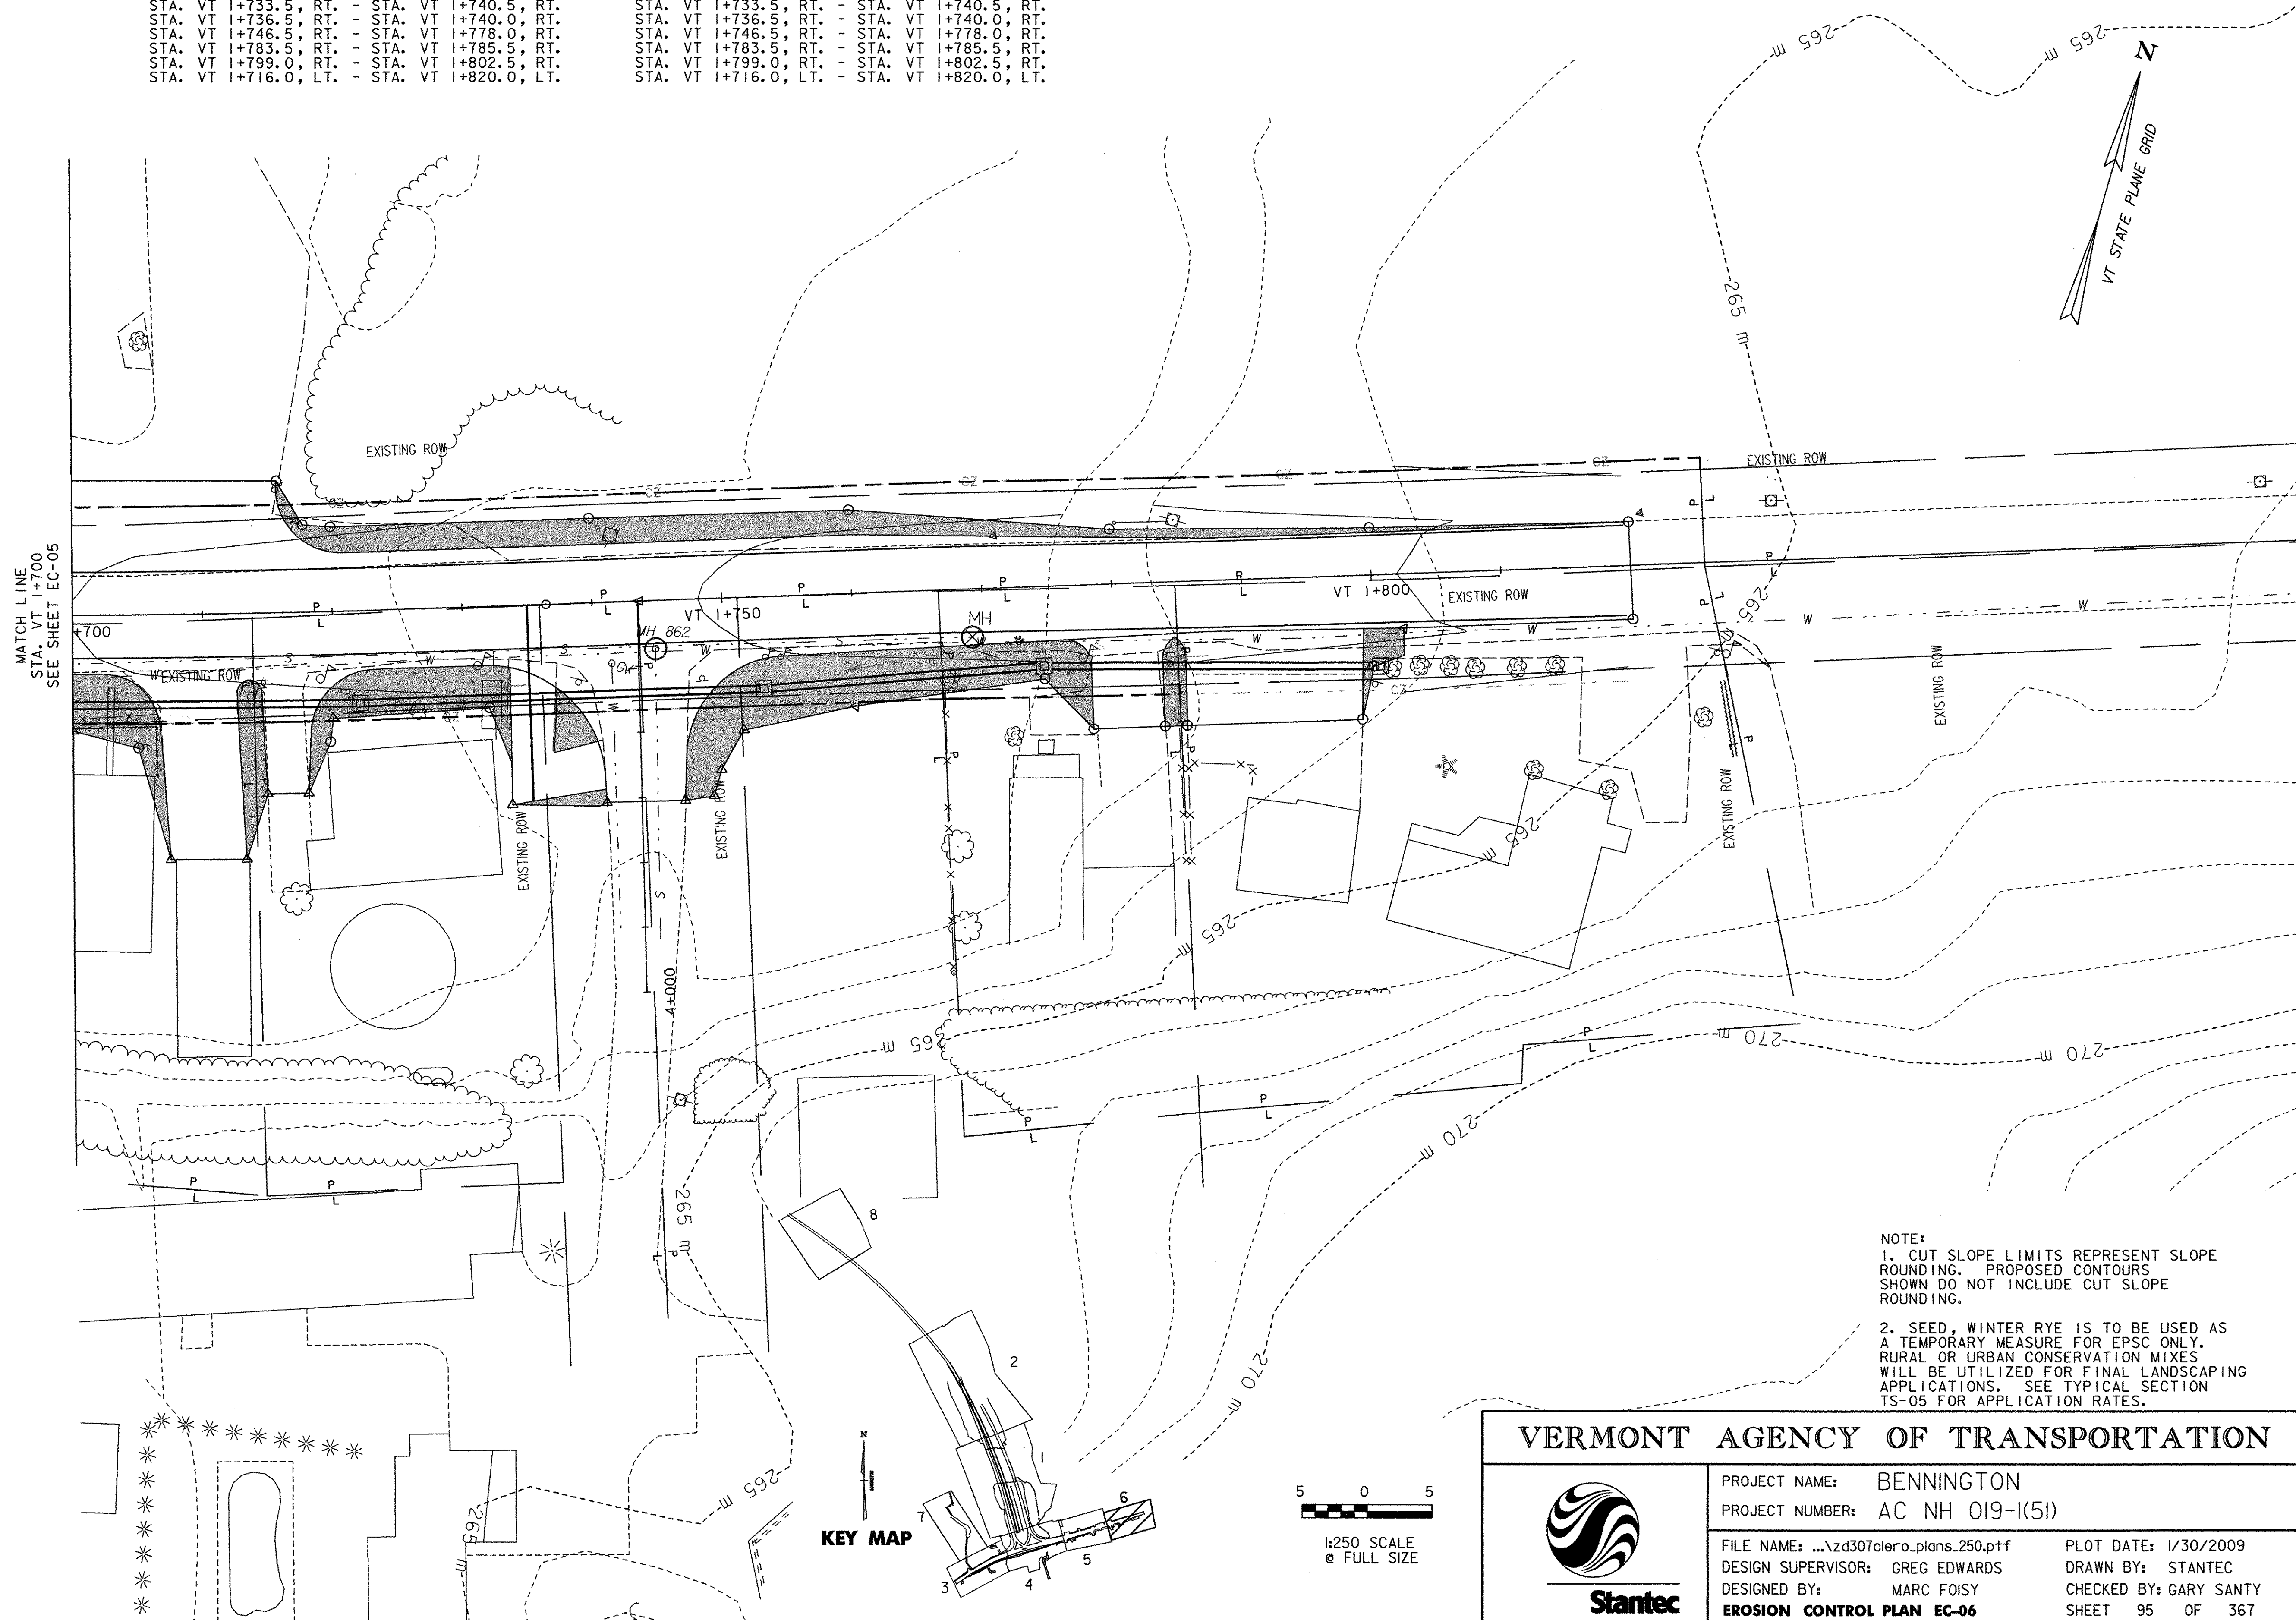 STA. VT 1+733.5, RT. - STA. VT 1+740.5, RT.
STA. VT 1+736.5, RT. - STA. VT 1+740.0, RT.
STA. VT 1+746.5, RT. - STA. VT 1+778.0, RT.
STA. VT 1+783.5, RT. - STA. VT 1+785.5, RT.
STA. VT 1+799.0, RT. - STA. VT 1+802.5, RT.
STA. VT 1+716.0, LT. - STA. VT 1+820.0, LT.
STA. VT 1+733.5, RT. - STA. VT 1+740.5, RT.
STA. VT 1+736.5, RT. - STA. VT 1+740.0, RT.
STA. VT 1+746.5, RT. - STA. VT 1+778.0, RT.
STA. VT 1+783.5, RT. - STA. VT 1+785.5, RT.
STA. VT 1+799.0, RT. - STA. VT 1+802.5, RT.
STA. VT 1+716.0, LT. - STA. VT 1+820.0, LT.
265 m
265 m
N
VT STATE PLANE GRID
265 m
EXISTING ROW
EXISTING ROW
CZ
CZ
CZ
CZ
CZ
P
L
MATCH LINE
STA. VT 1+700
SEE SHEET EC-05
+700
P
L
P
L
VT 1+750
P
L
P
L
VT 1+800
EXISTING ROW
P
L
265 m
MH 862
MH
S
W
GV
W
S
W
W
W
EXISTING ROW
CZ
EXISTING ROW
EXISTING ROW
EXISTING ROW
EXISTING ROW
265 m
265 m
S
4+000
265 m
270 m
270 m
270 m
270 m
265 m
265 m
265 m
P
L
P
L
P
L
P
L
P
L
8
2
1
7
6
5
4
3
N
KEY MAP
5 0 5
1:250 SCALE
@ FULL SIZE
NOTE:
1. CUT SLOPE LIMITS REPRESENT SLOPE
ROUNDING. PROPOSED CONTOURS
SHOWN DO NOT INCLUDE CUT SLOPE
ROUNDING.
2. SEED, WINTER RYE IS TO BE USED AS
A TEMPORARY MEASURE FOR EPSC ONLY.
RURAL OR URBAN CONSERVATION MIXES
WILL BE UTILIZED FOR FINAL LANDSCAPING
APPLICATIONS. SEE TYPICAL SECTION
TS-05 FOR APPLICATION RATES.
VERMONT AGENCY OF TRANSPORTATION
Stantec
PROJECT NAME: BENNINGTON
PROJECT NUMBER: AC NH 019-1(51)
FILE NAME: ...\zd307clero_plans_250.ptf
PLOT DATE: 1/30/2009
DESIGN SUPERVISOR: GREG EDWARDS
DRAWN BY: STANTEC
DESIGNED BY: MARC FOISY
CHECKED BY: GARY SANTY
EROSION CONTROL PLAN EC-06
SHEET 95 OF 367